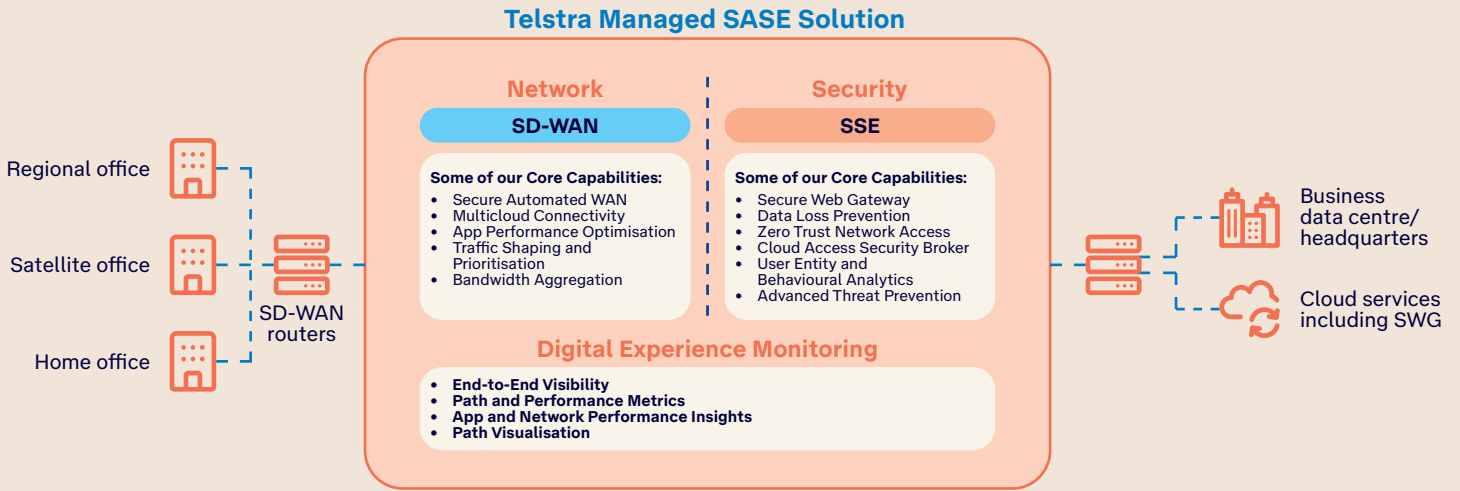 Telstra Managed SASE Solution
Regional office
Satellite office
Home office
SD-WAN
routers
Network
SD-WAN
Some of our Core Capabilities:
• Secure Automated WAN
• Multicloud Connectivity
• App Performance Optimisation
• Traffic Shaping and
Prioritisation
• Bandwidth Aggregation
Security
SSE
Some of our Core Capabilities:
• Secure Web Gateway
• Data Loss Prevention
• Zero Trust Network Access
• Cloud Access Security Broker
• User Entity and
Behavioural Analytics
• Advanced Threat Prevention
Digital Experience Monitoring
• End-to-End Visibility
• Path and Performance Metrics
• App and Network Performance Insights
• Path Visualisation
Business
data centre/
headquarters
Cloud services
including SWG